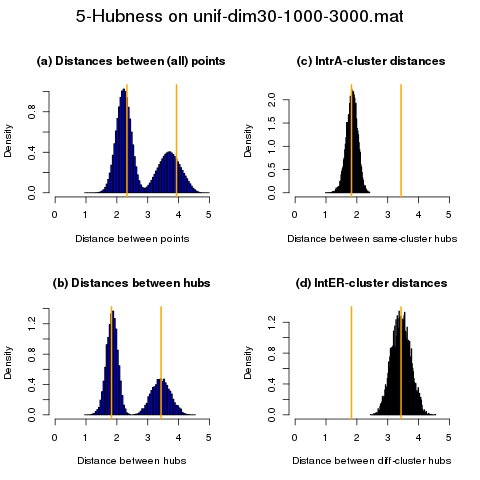 5-Hubness on unif-dim30-1000-3000.mat
(a) Distances between (all) points
Density
0.0 0.4 0.8
0 1 2 3 4 5
Distance between points
(c) IntrA-cluster distances
Density
0.0 0.5 1.0 1.5 2.0
0 1 2 3 4 5
Distance between same-cluster hubs
(b) Distances between hubs
Density
0.0 0.4 0.8 1.2
0 1 2 3 4 5
Distance between hubs
(d) IntER-cluster distances
Density
0.0 0.4 0.8 1.2
0 1 2 3 4 5
Distance between diff-cluster hubs